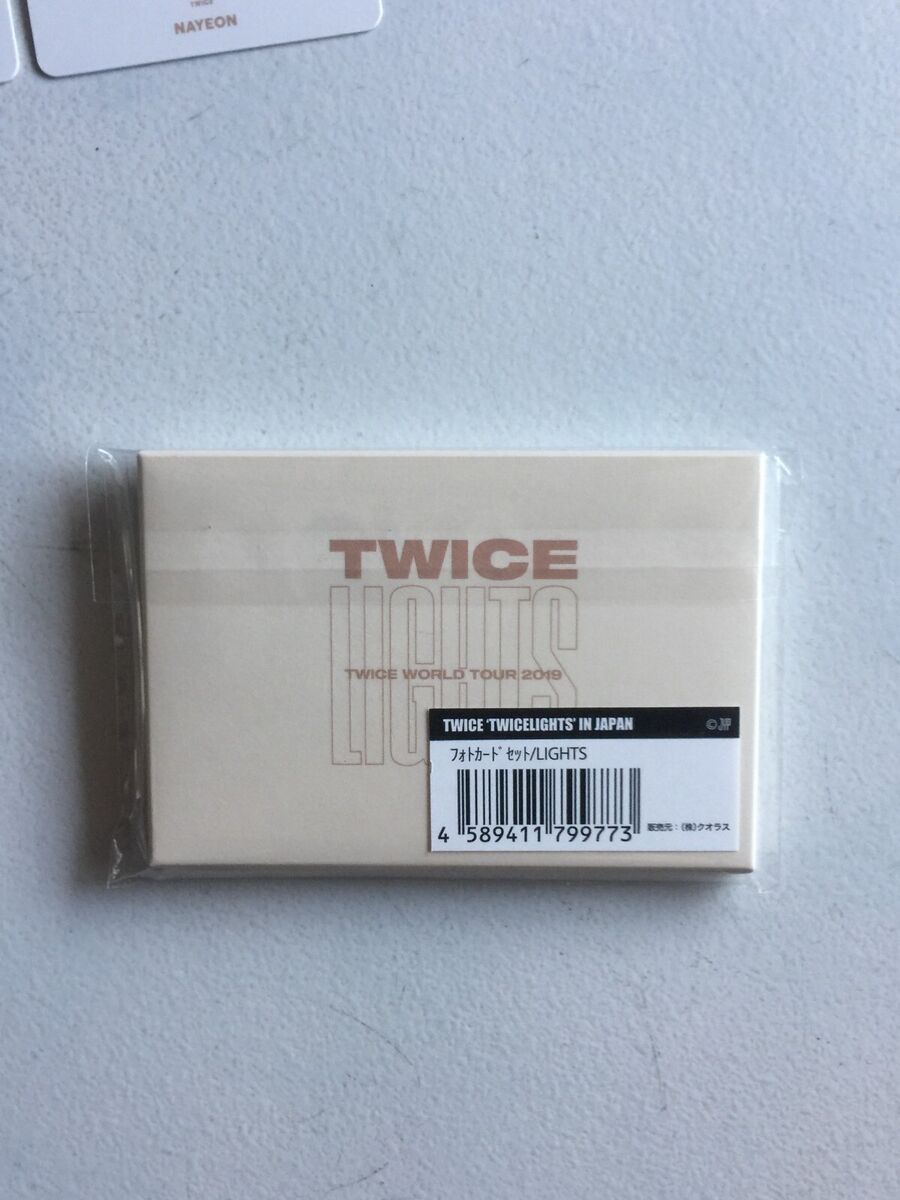 TWICE
NAYEON
TWICE
LIGHTS
TWICE WORLD TOUR 2019
TWICE 'TWICELIGHTS' IN JAPAN ©
ﾌｫﾄｶｰﾄﾞｾｯﾄ/LIGHTS
4 589411 799773
販売元：(株)クオラス